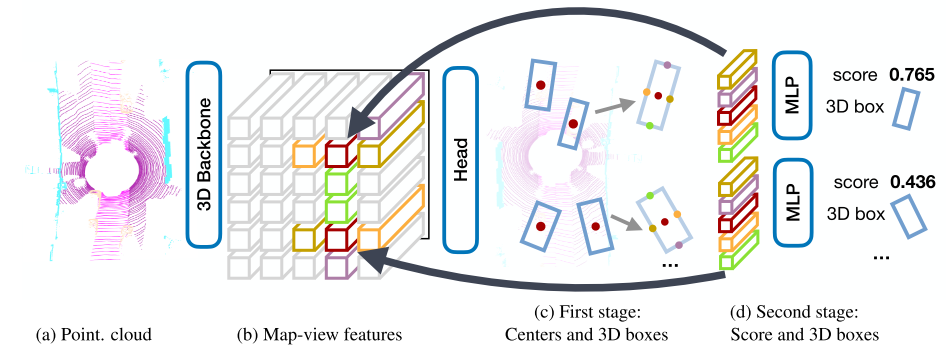 3D Backbone
Head
MLP
score 0.765
3D box
MLP
score 0.436
3D box
...
...
(a) Point. cloud
(b) Map-view features
(c) First stage:
Centers and 3D boxes
(d) Second stage:
Score and 3D boxes